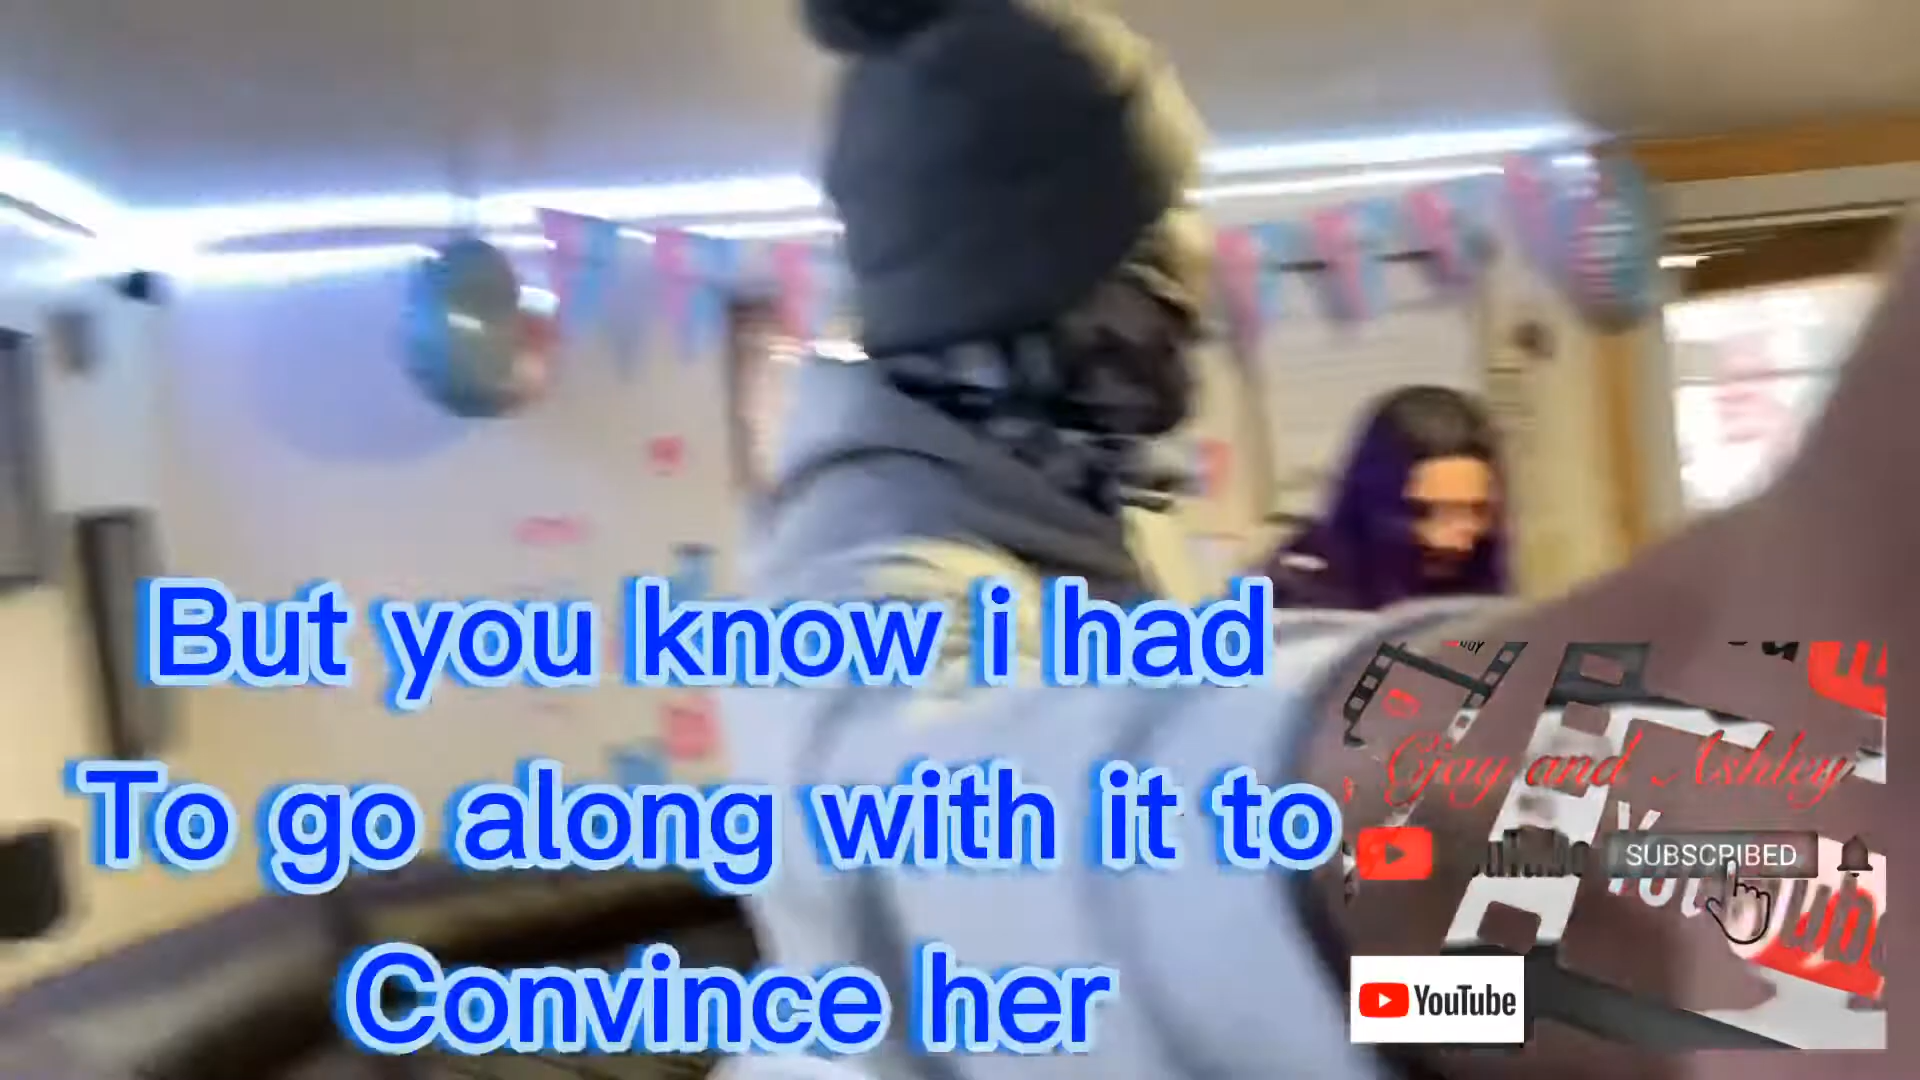 But you know i had
To go along with it to
Convince her
Cjay and Ashley
SUBSCRIBED
YouTube